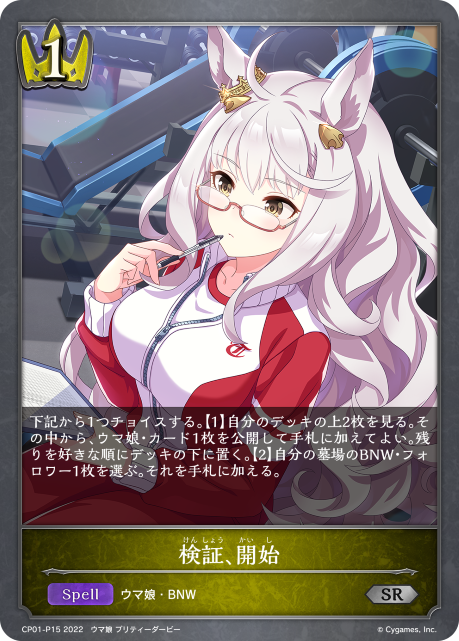 1
下記から1つチョイスする。【1】自分のデッキの上2枚を見る。そ
の中から、ウマ娘・カード1枚を公開して手札に加えてよい。残
りを好きな順にデッキの下に置く。【2】自分の墓場のBNW・フォ
ロワー1枚を選ぶ。それを手札に加える。
けんしょう かいし
検証、開始
Spell ウマ娘・BNW SR
CP01-P15 2022 ウマ娘 プリティーダービー © Cygames, Inc.